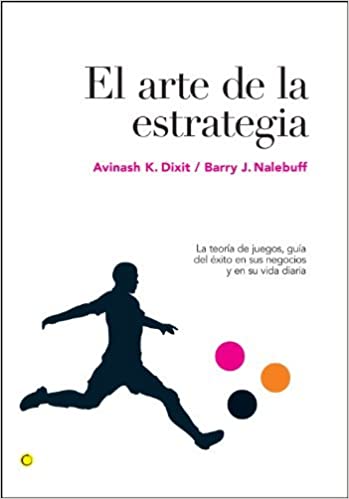 El arte de la
estrategia
Avinash K. Dixit / Barry J. Nalebuff
La teoría de juegos, guía
del éxito en sus negocios
y en su vida diaria